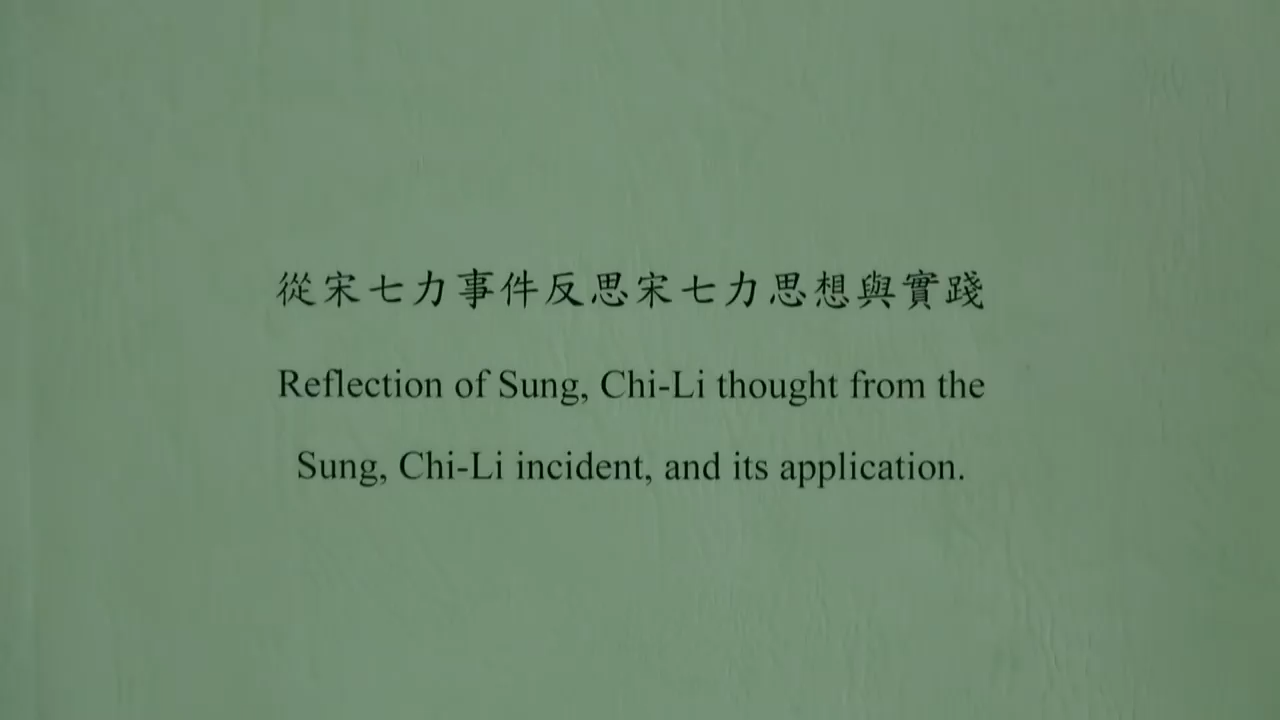 從宋七力事件反思宋七力思想與實踐
Reflection of Sung, Chi-Li thought from the
Sung, Chi-Li incident, and its application.